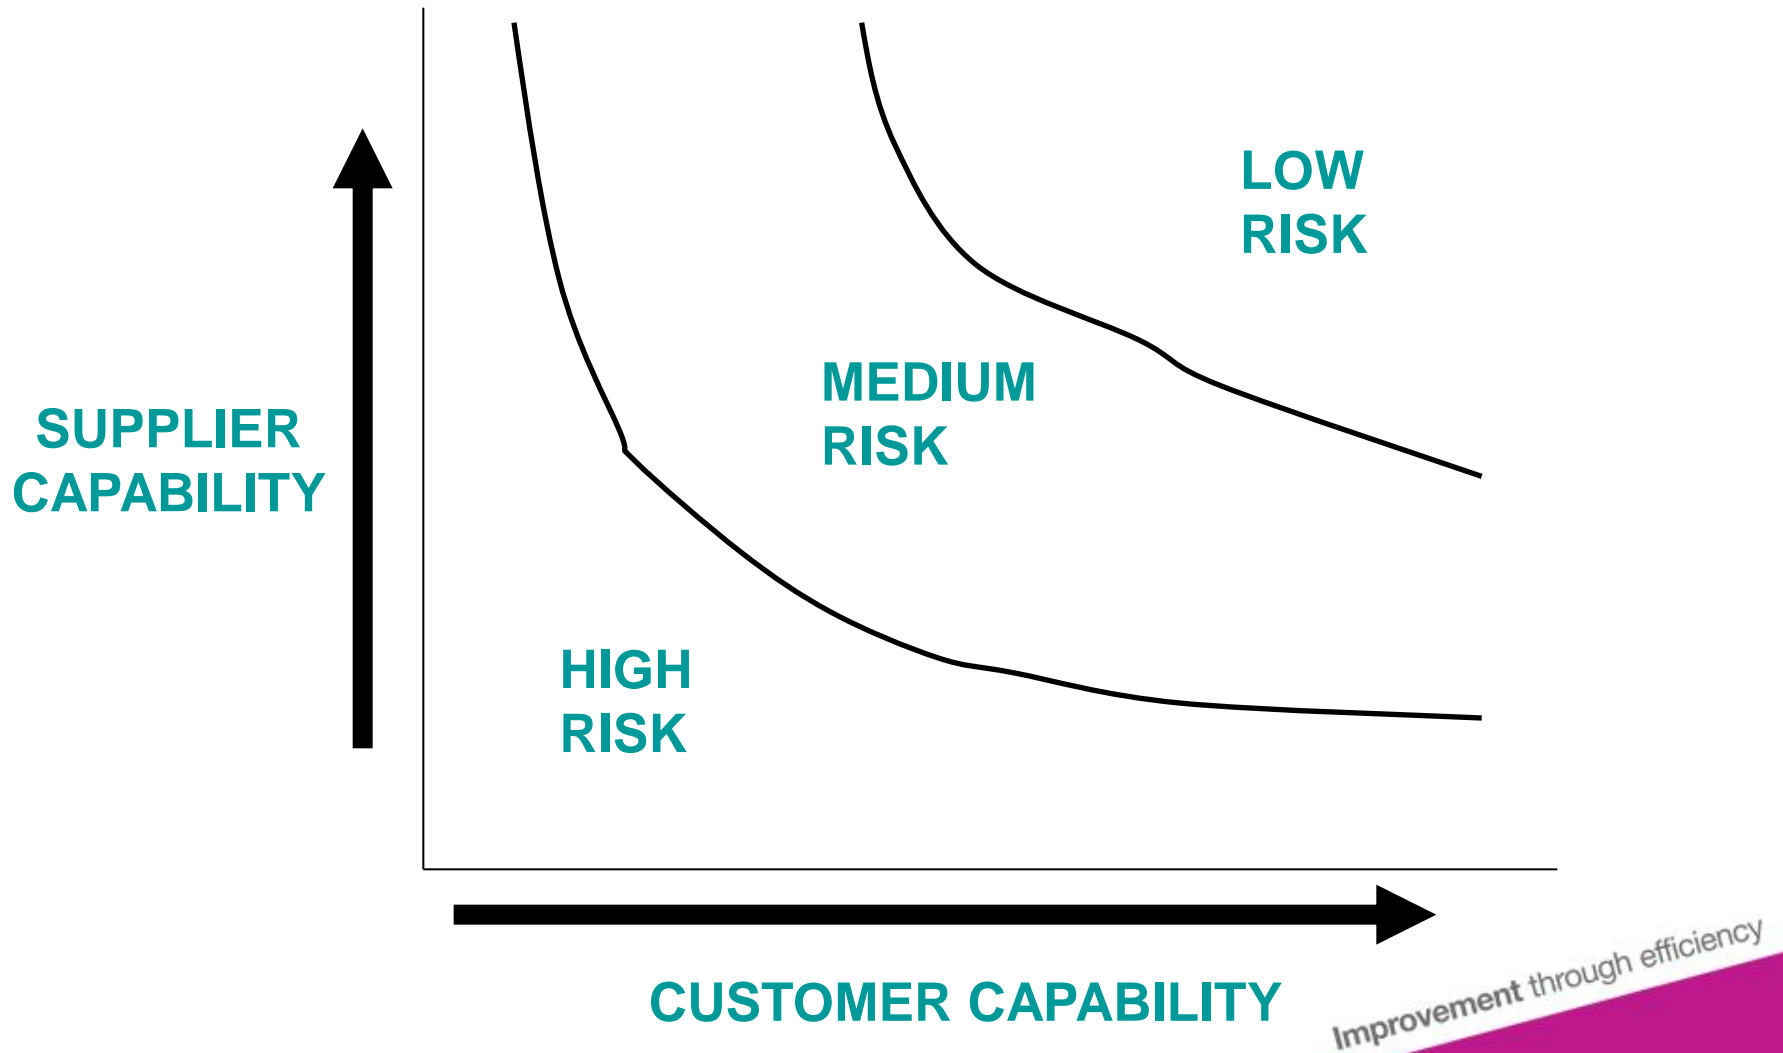 LOW
RISK
MEDIUM
RISK
SUPPLIER
CAPABILITY
HIGH
RISK
CUSTOMER CAPABILITY
Improvement through efficiency